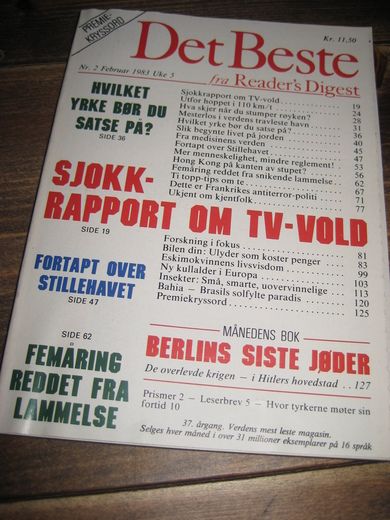 PREMIE-
KRYSSORD
Kr. 11,50
Det Beste
fra Reader's Digest
Nr. 2 Februar 1983 Uke 5
HVILKET
YRKE BØR DU
SATSE PÅ?
SIDE 36
Sjokkrapport om TV-vold 19
Utfor hoppet i 110 km/t 24
Hva skjer når du stumper røyken? 28
Mesterlos i verdens travleste havn 31
Hvilket yrke bør du satse på? 36
Slik begynte livet på jorden 40
Fra medisinens verden 45
Fortapt over Stillehavet 47
Mer menneskelighet, mindre reglement! 53
Hong Kong på kanten av stupet? 56
Femåring reddet fra snikende lammelse 62
Ti topp-tips om te 67
Dette er Frankrikes antiterror-politi 71
Ukjent om kjentfolk 77
SJOKK-
RAPPORT OM TV-VOLD
SIDE 19
Forskning i fokus 81
Bilen din: Ulyder som koster penger 83
Eskimokvinnens livsvisdom 99
Ny kullalder i Europa 103
Insekter: Små, smarte, uovervinnelige 113
Bahia – Brasils solfylte paradis 120
Premiekryssord 125
FORTAPT OVER
STILLEHAVET
SIDE 47
SIDE 62
FEMÅRING
REDDET FRA
LAMMELSE
MÅNEDENS BOK
BERLINS SISTE JØDER
De overlevde krigen – i Hitlers hovedstad . . 127
Prismer 2 – Leserbrev 5 – Hvor tyrkerne møter sin
fortid 10
37. årgang. Verdens mest leste magasin.
Selges hver måned i over 31 millioner eksemplarer på 16 språk